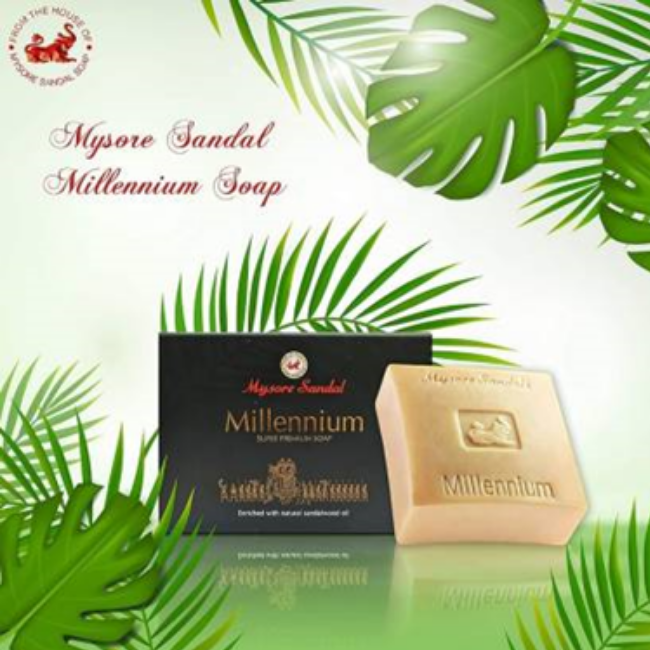 FROM THE HOUSE OF
MYSORE SANDAL SOAP
Mysore Sandal
Millennium Soap
Mysore Sandal
Millennium
SUPER PREMIUM SOAP
Enriched with natural sandalwood oil
Mysore Sandal
Millennium